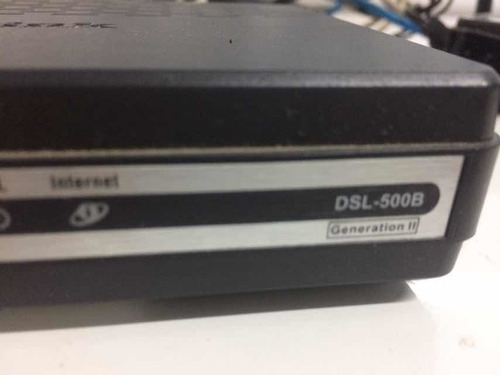 Internet
DSL-500B
Generation II